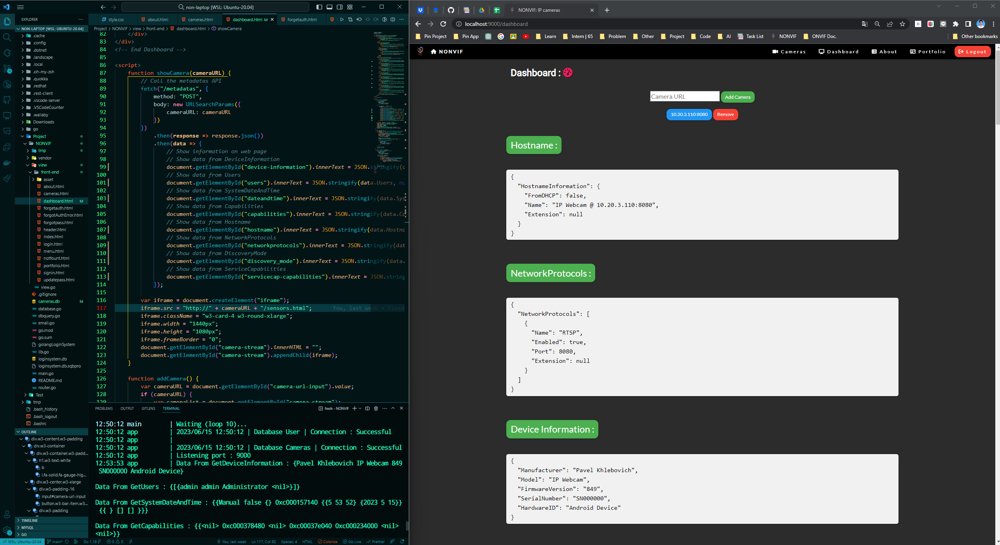 non-laptop [WSL: Ubuntu-20.04]
EXPLORER
style.css
about.html
cameras.html
dashboard.html M
forgetauth.html
NON-LAPTOP [WSL: UBUNTU-20.04]
Project > NONVIF > view > front-end > dashboard.html > showCamera
.cache
.config
.dotnet
.landscape
.local
.oh-my-zsh
.quokka
.redhat
.rest-client
.vscode-server
.VSCodeCounter
.wallaby
Downloads
go
Project
NONVIF
tmp
vendor
view
front-end
asset
about.html
cameras.html
dashboard.html M
forgetauth.html
forgotAuthError.html
forgotpass.html
header.html
index.html
login.html
menu.html
notfount.html
portfolio.html
signin.html
updatepass.html
view.go
.gitignore
cameras.db M
database.go
dbquery.go
email.go
go.mod
go.sum
golangLoginSystem
lib.go
loginsystem.db
loginsystem.db.sqbpro
main.go
README.md
router.go
Test
tmp
.bash_history
.bash_logout
.bashrc
OUTLINE
div.w3-content.w3-padding
div.w3-container
div.w3-container.w3-padd...
h1.w3-text-white
b
i.fa-solid.fa-gauge-hig...
div.w3-center.w3-xlarge
div.w3-padding-16
input#camera-url-input
button.w3-bar-item.w3...
div.w3-padding
TIMELINE
MYSQL
GO
82 </div>
83 </div>
84 <!-- End Dashboard -->
85
86 <script>
87 function showCamera(cameraURL) {
88 // Call the metadatas API
89 fetch("/metadatas", {
90 method: "POST",
91 body: new URLSearchParams({
92 cameraURL: cameraURL
93 })
94 })
95 .then(response => response.json())
96 .then(data => {
97 // Show information on web page
98 // Show data from DeviceInformation
99 document.getElementById("device-information").innerText = JSON.stringify(
100 // Show data from Users
101 document.getElementById("users").innerText = JSON.stringify(data.Users, nu
102 // Show data from SystemDateAndTime
103 document.getElementById("dateandtime").innerText = JSON.stringify(data.Sys
104 // Show data from Capabilities
105 document.getElementById("capabilities").innerText = JSON.stringify(data.Co
106 // Show data from Hostname
107 document.getElementById("hostname").innerText = JSON.stringify(data.Hostna
108 // Show data from NetworkProtocols
109 document.getElementById("networkprotocols").innerText = JSON.stringify(dat
110 // Show data from DiscoveryMode
111 document.getElementById("discovery_mode").innerText = JSON.stringify(data.
112 // Show data from ServiceCapabilities
113 document.getElementById("servicecap-capabilities").innerText = JSON.string
114 });
115
116 var iframe = document.createElement("iframe");
117 iframe.src = "http://" + cameraURL + "/sensors.html"; You, last week • Fixed
118 iframe.className = "w3-card-4 w3-round-xlarge";
119 iframe.width = "1440px";
120 iframe.height = "1080px";
121 iframe.frameBorder = "0";
122 document.getElementById("camera-stream").innerHTML = "";
123 document.getElementById("camera-stream").appendChild(iframe);
124 }
125
126 function addCamera() {
127 var cameraURL = document.getElementById("camera-url-input").value;
128 if (cameraURL) {
129 var cameraList = document.getElementById("camera-stream");
PROBLEMS OUTPUT GITLENS TERMINAL
fresh - NONVIF
12:50:12 main | Waiting (loop 10)...
12:50:12 app | 2023/06/15 12:50:12 | Database User | Connection : Successful
12:50:12 app |
12:50:12 app | 2023/06/15 12:50:12 | Database Cameras | Connection : Successful
12:50:12 app | Listening port : 9000
12:53:53 app | Data From GetDeviceInformation : {Pavel Khlebovich IP Webcam 849
SN000000 Android Device}
Data From GetUsers : {[{admin admin Administrator <nil>}]}
Data From GetSystemDateAndTime : {{Manual false {} 0xc000157140 {{5 53 52} {2023 5 15}}
{{ } [] [] }}}
Data From GetCapabilities : {{<nil> 0xc000378480 <nil> 0xc00037e040 0xc000234000 <nil>
<nil>}}
WSL: Ubuntu-20.04
main*
Go 1.19
0 0
You, last week
Ln 117, Col 62
Spaces: 4
HTML
Colorize
Go Live
Prettier
NONVIF: IP cameras
localhost:9000/dashboard
Pin Project
Pin App
Learn
Intern | 65
Problem
Other
Project
Code
AI
Task List
NONVIF
ONVIF Doc.
Other bookmarks
NONVIF
Cameras
Dashboard
About
Portfolio
Logout
Dashboard :
Camera URL
Add Camera
10.20.3.110:8080
Remove
Hostname :
{
"HostnameInformation": {
"FromDHCP": false,
"Name": "IP Webcam @ 10.20.3.110:8080",
"Extension": null
}
}
NetworkProtocols :
{
"NetworkProtocols": [
{
"Name": "RTSP",
"Enabled": true,
"Port": 8080,
"Extension": null
}
]
}
Device Information :
{
"Manufacturer": "Pavel Khlebovich",
"Model": "IP Webcam",
"FirmwareVersion": "849",
"SerialNumber": "SN000000",
"HardwareID": "Android Device"
}